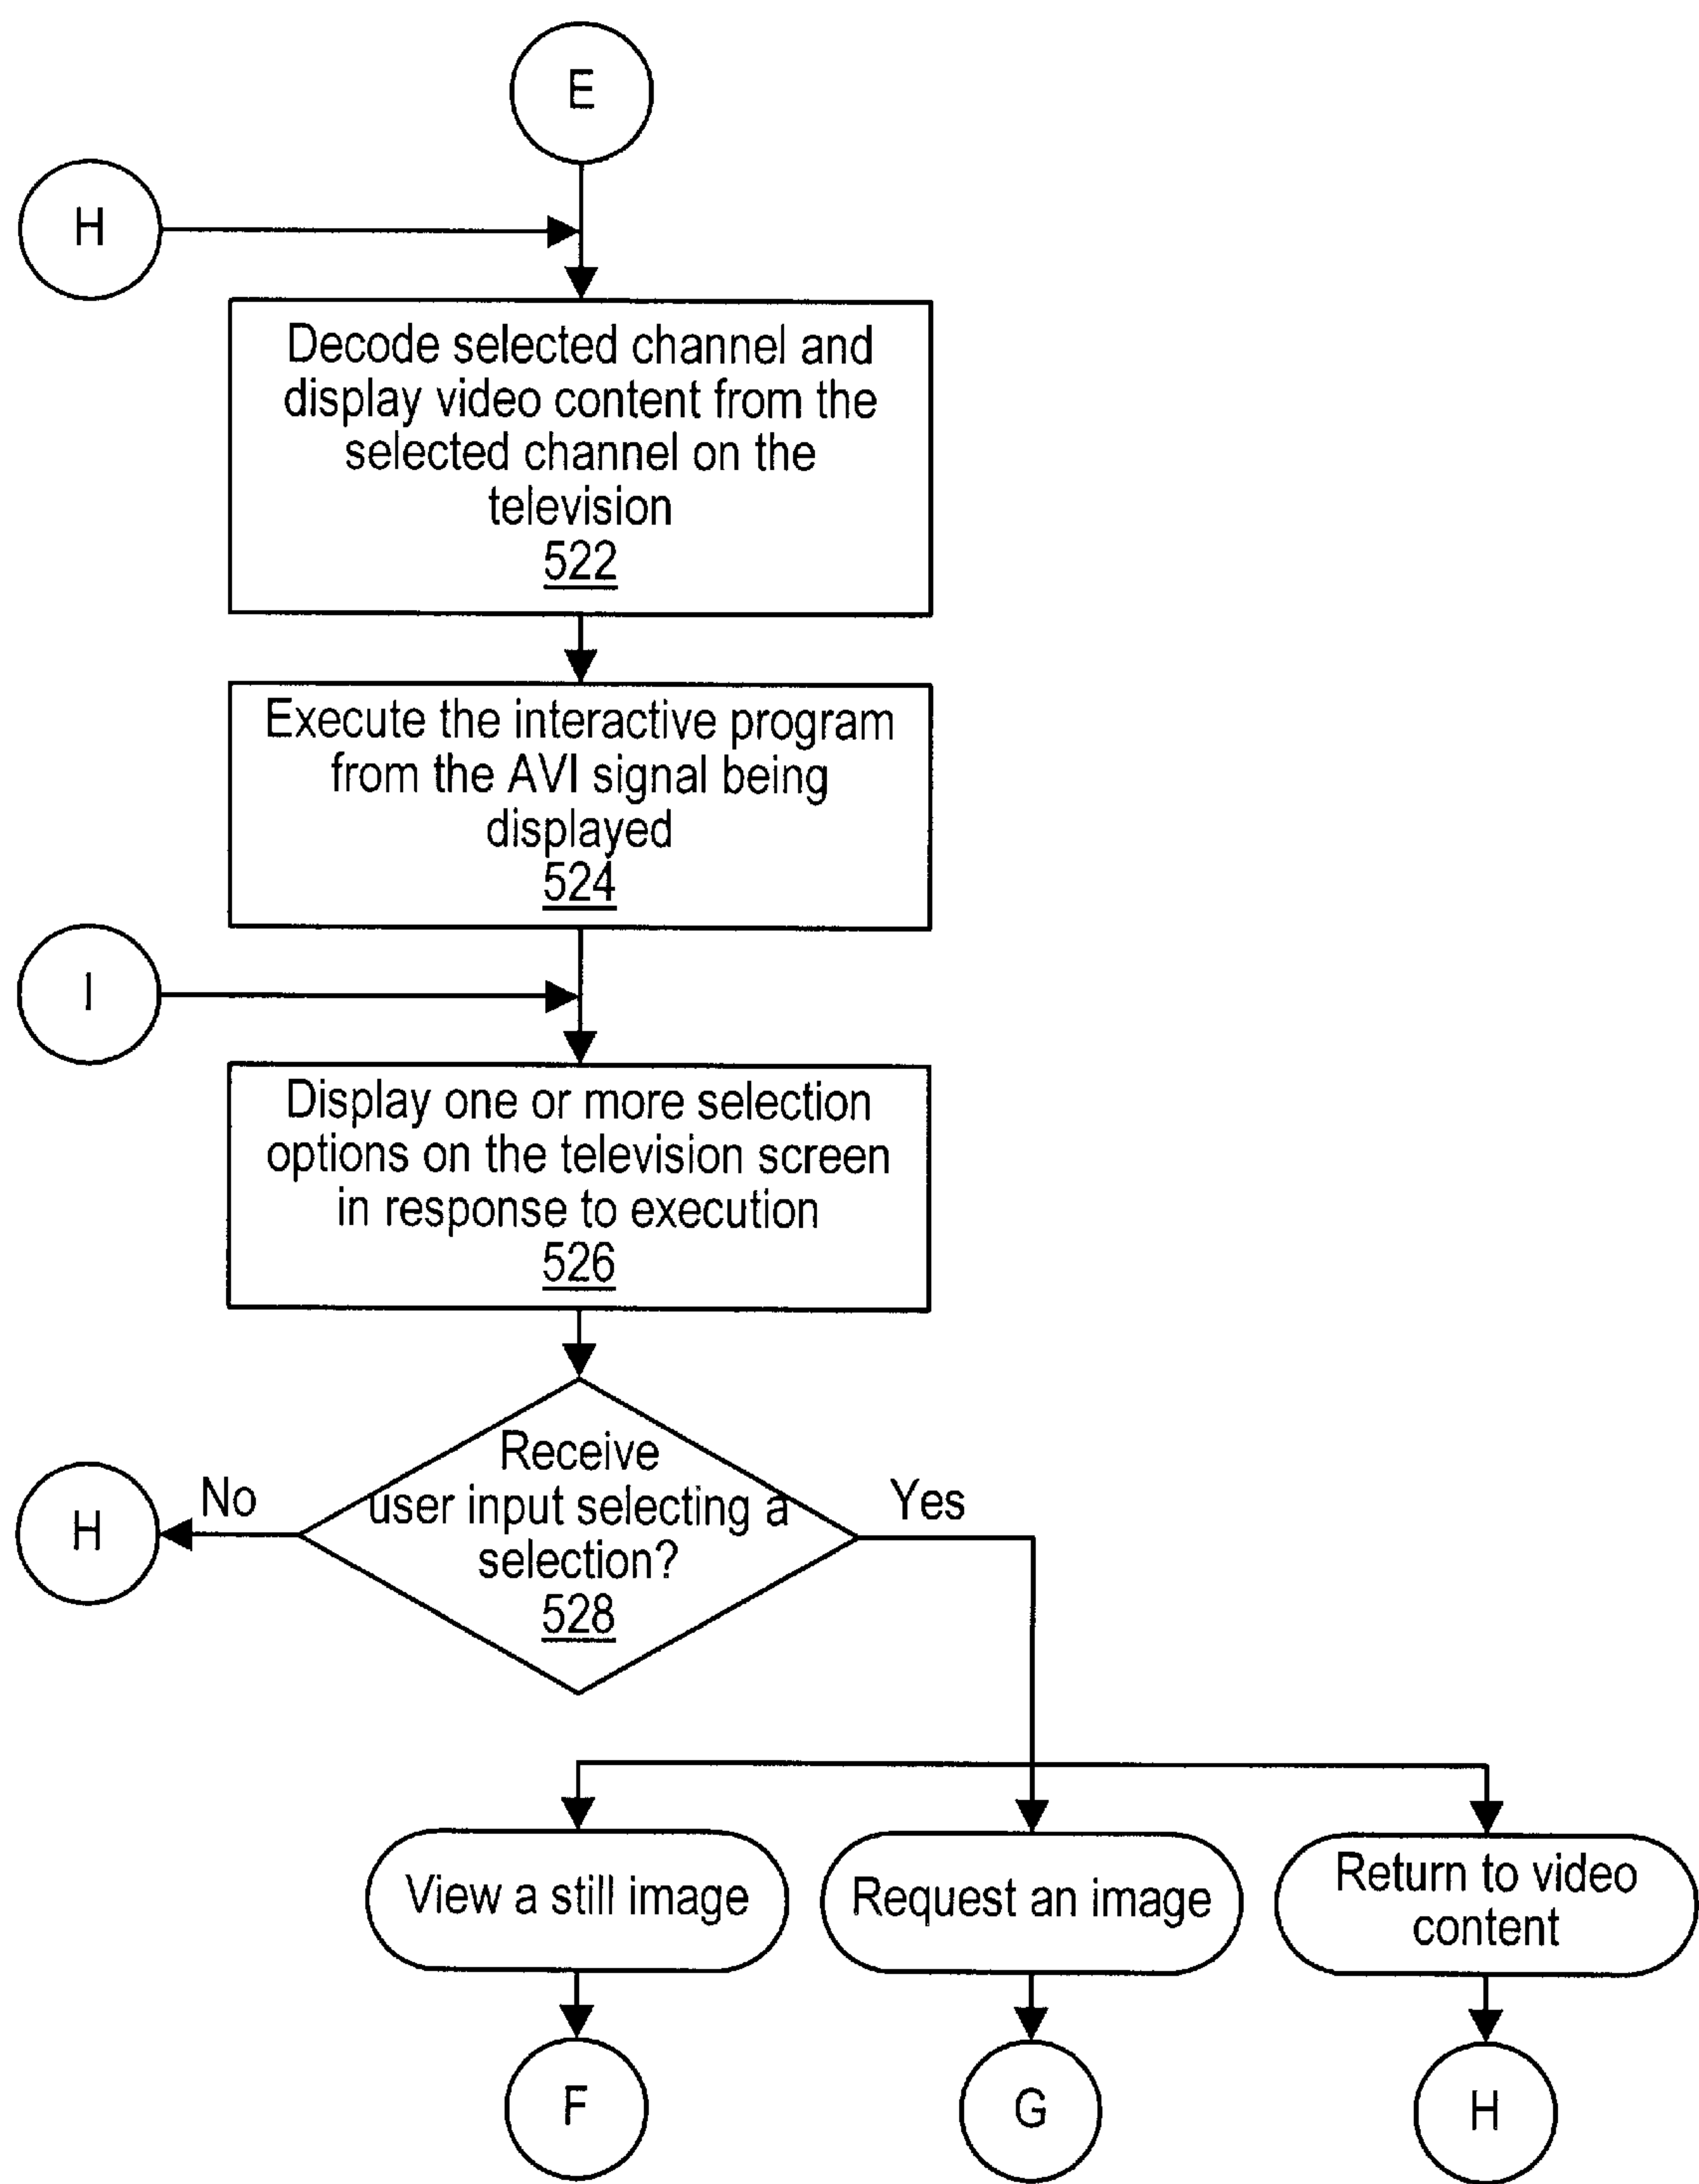 E
H
Decode selected channel and
display video content from the
selected channel on the
television
522
Execute the interactive program
from the AVI signal being
displayed
524
I
Display one or more selection
options on the television screen
in response to execution
526
Receive
user input selecting a
selection?
528
No
H
Yes
View a still image
Request an image
Return to video
content
F
G
H